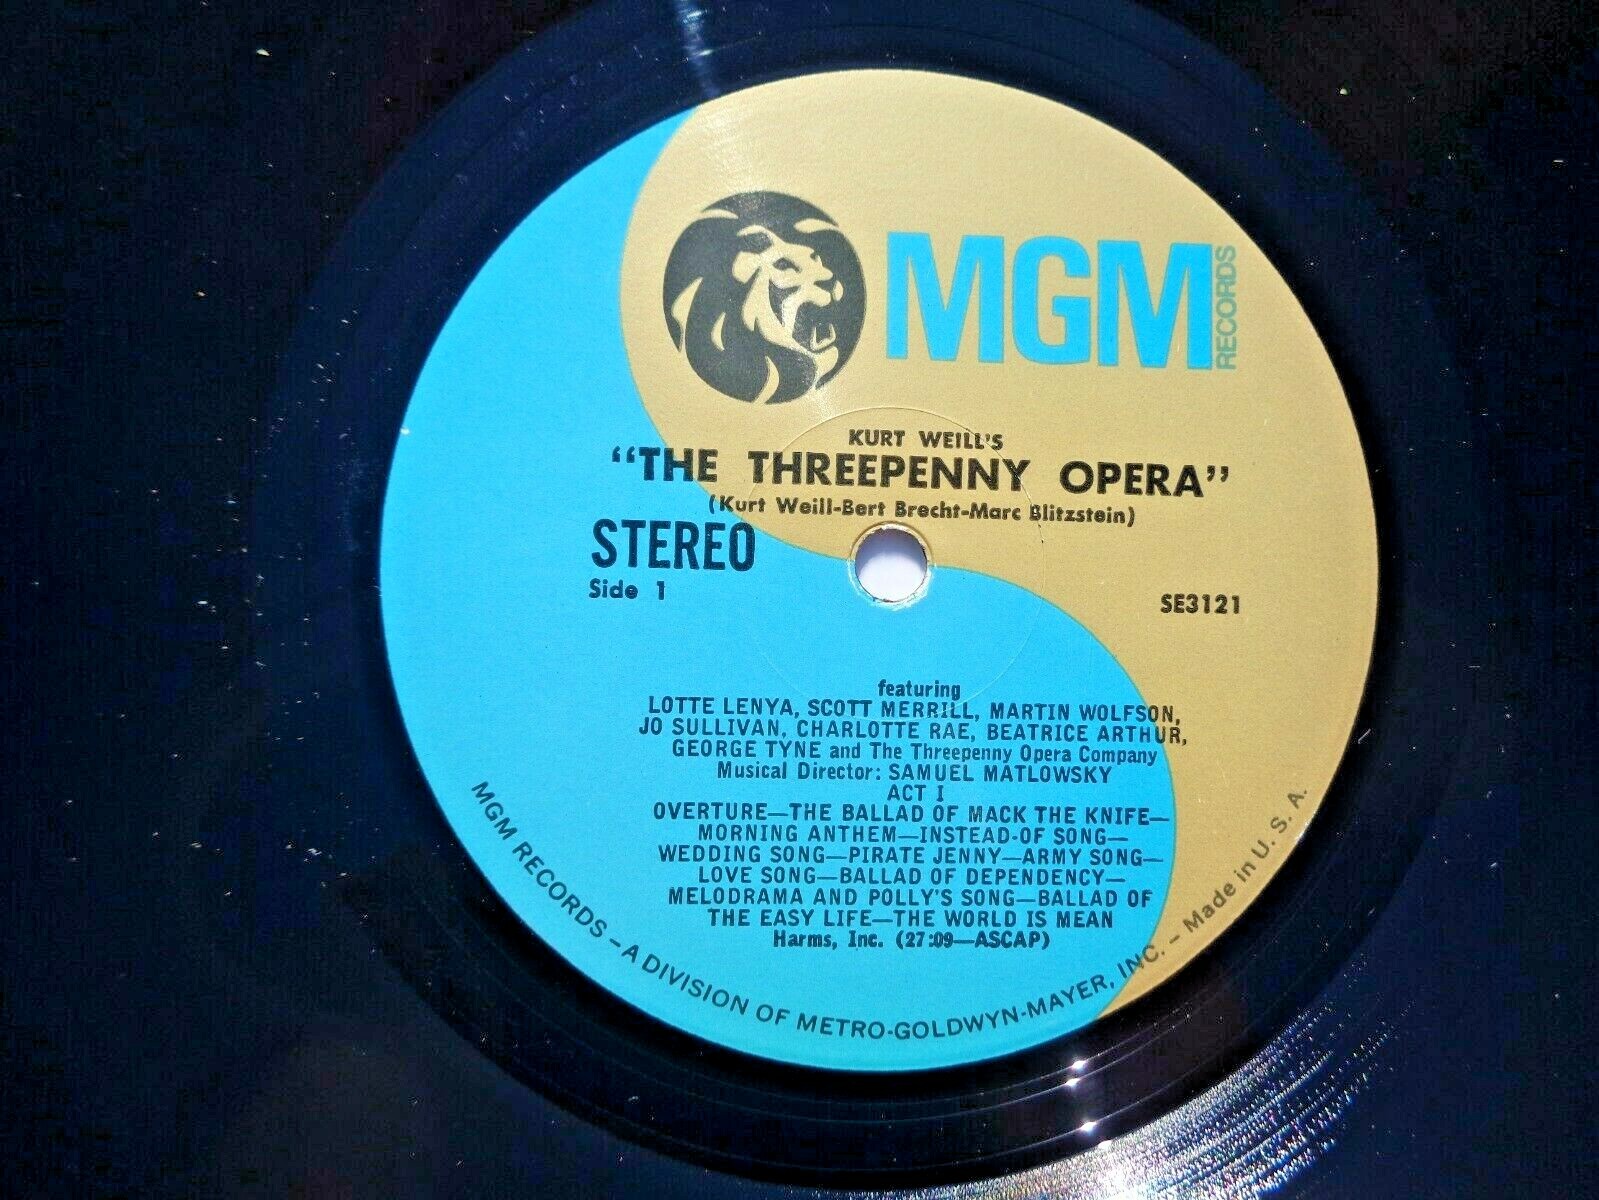 MGM
RECORDS
KURT WEILL'S
"THE THREEPENNY OPERA"
(Kurt Weill-Bert Brecht-Marc Blitzstein)
STEREO
Side 1
SE3121
featuring
LOTTE LENYA, SCOTT MERRILL, MARTIN WOLFSON,
JO SULLIVAN, CHARLOTTE RAE, BEATRICE ARTHUR,
GEORGE TYNE and The Threepenny Opera Company
Musical Director: SAMUEL MATLOWSKY
ACT I
OVERTURE—THE BALLAD OF MACK THE KNIFE—
MORNING ANTHEM—INSTEAD-OF SONG—
WEDDING SONG—PIRATE JENNY—ARMY SONG—
LOVE SONG—BALLAD OF DEPENDENCY—
MELODRAMA AND POLLY'S SONG—BALLAD OF
THE EASY LIFE—THE WORLD IS MEAN
Harms, Inc. (27:09—ASCAP)
MGM RECORDS – A DIVISION OF METRO-GOLDWYN-MAYER, INC. – Made in U. S. A.